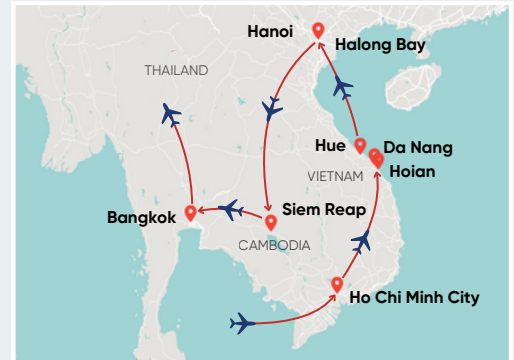 Hanoi
Halong Bay
THAILAND
Hue
Da Nang
Hoian
VIETNAM
Siem Reap
Bangkok
CAMBODIA
Ho Chi Minh City